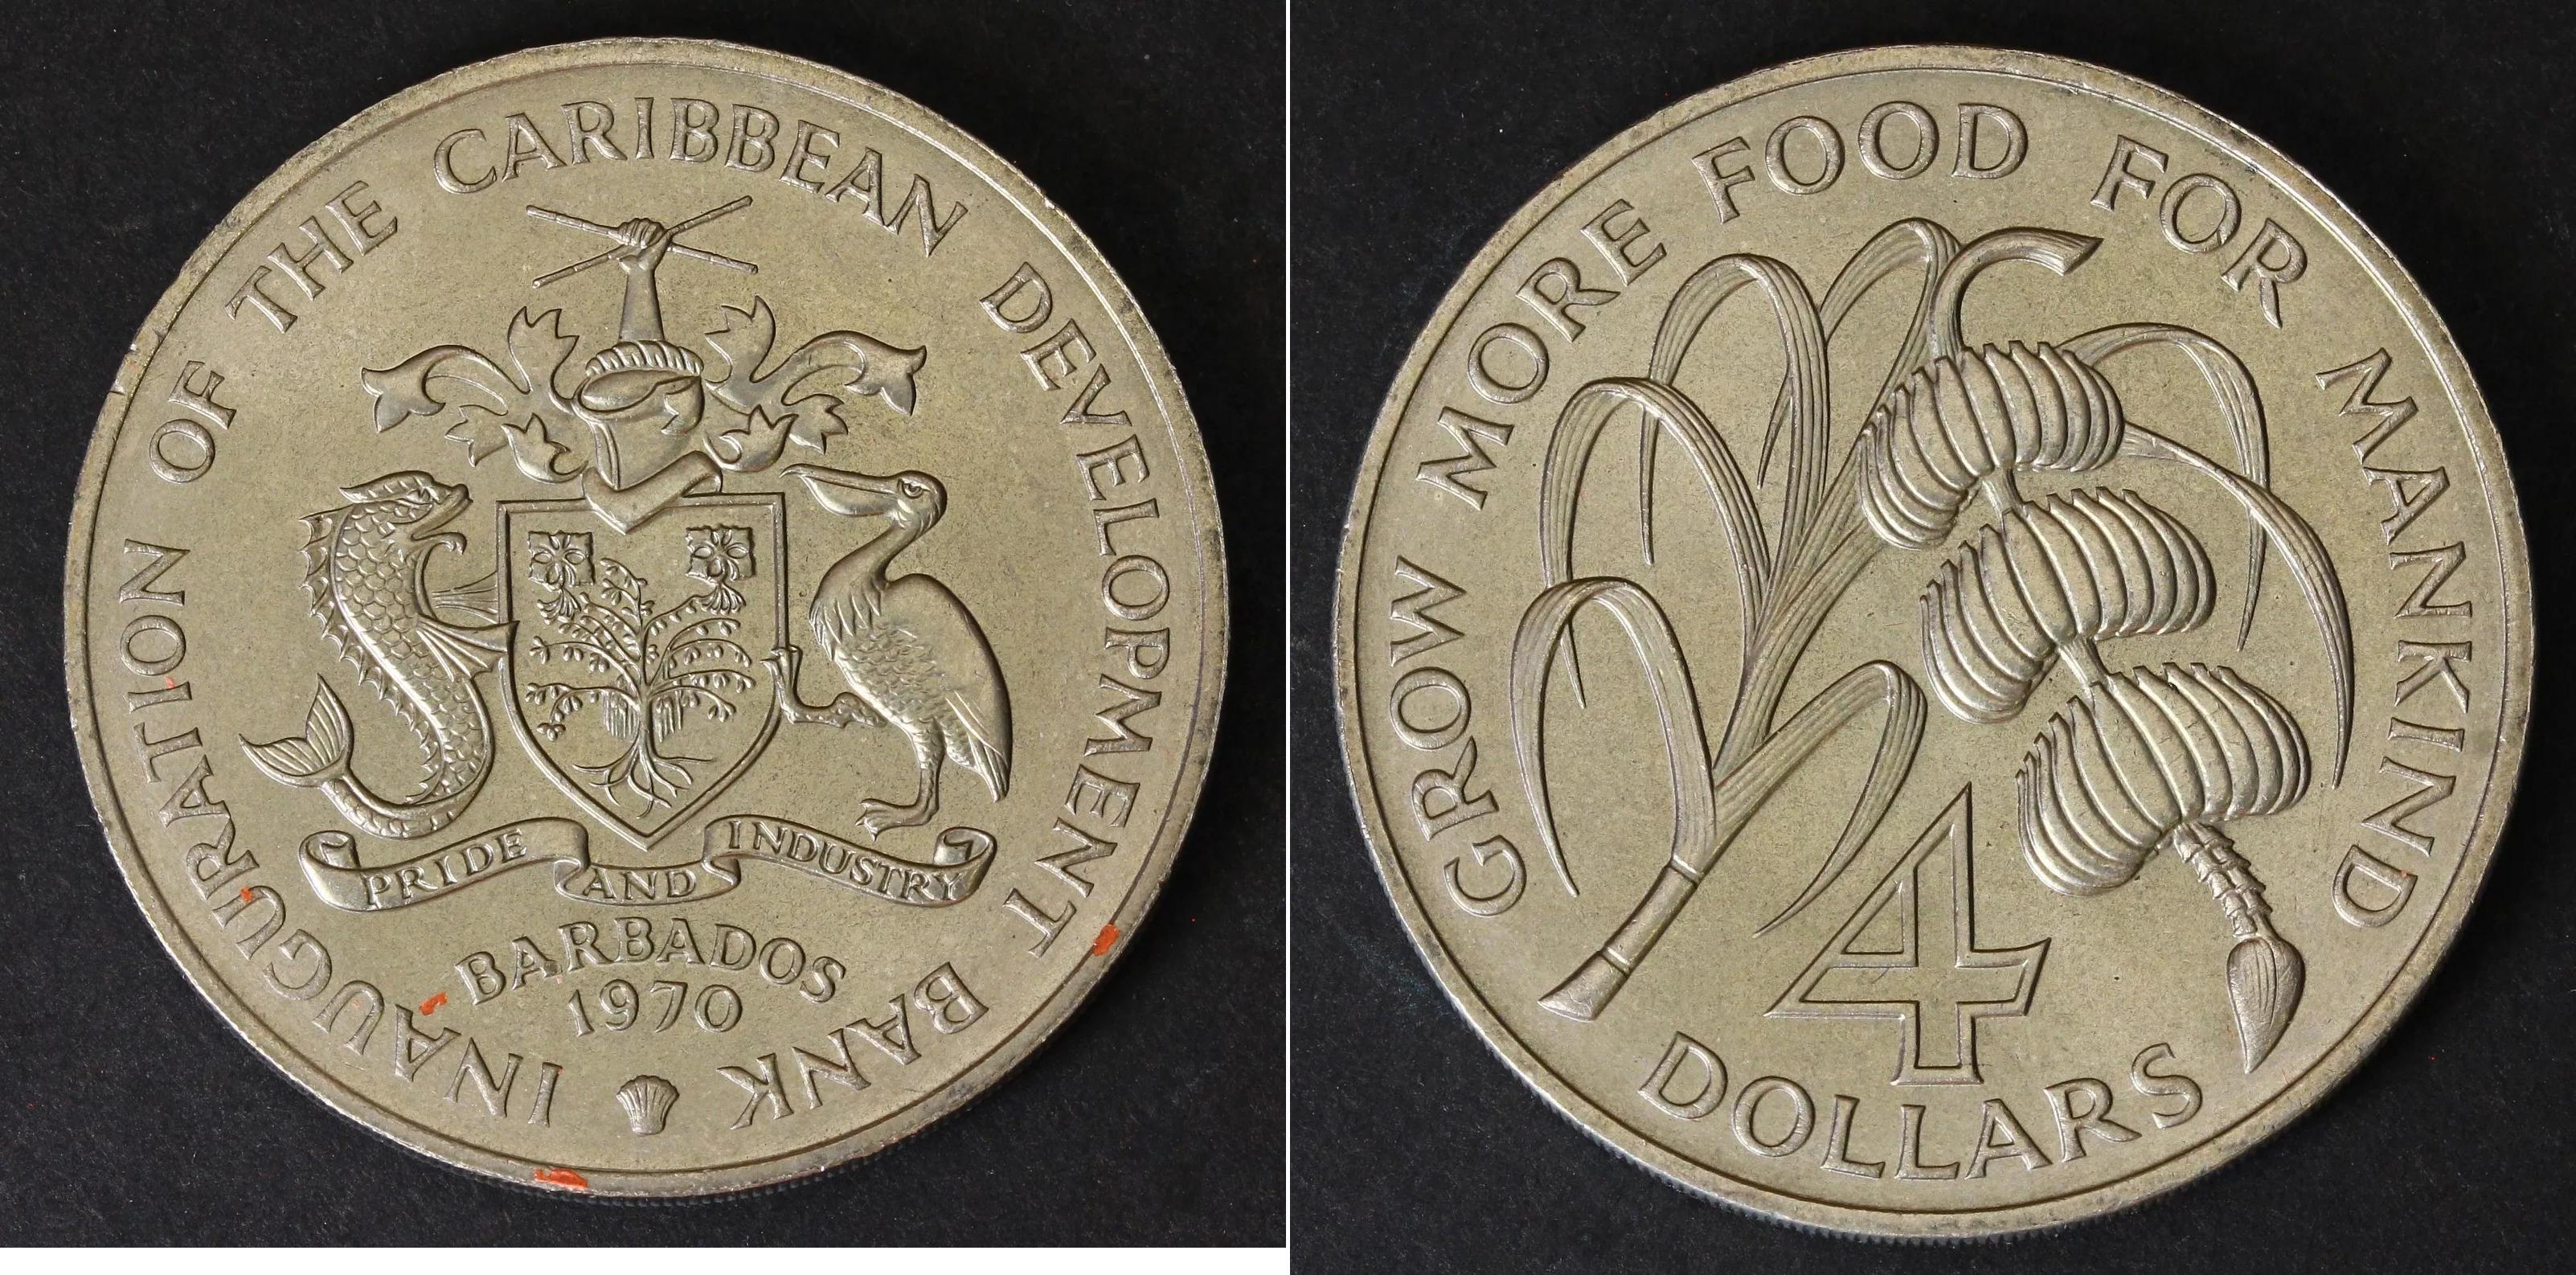 INAUGURATION OF THE CARIBBEAN DEVELOPMENT BANK
PRIDE AND INDUSTRY
BARBADOS
1970
GROW MORE FOOD FOR MANKIND
4
DOLLARS